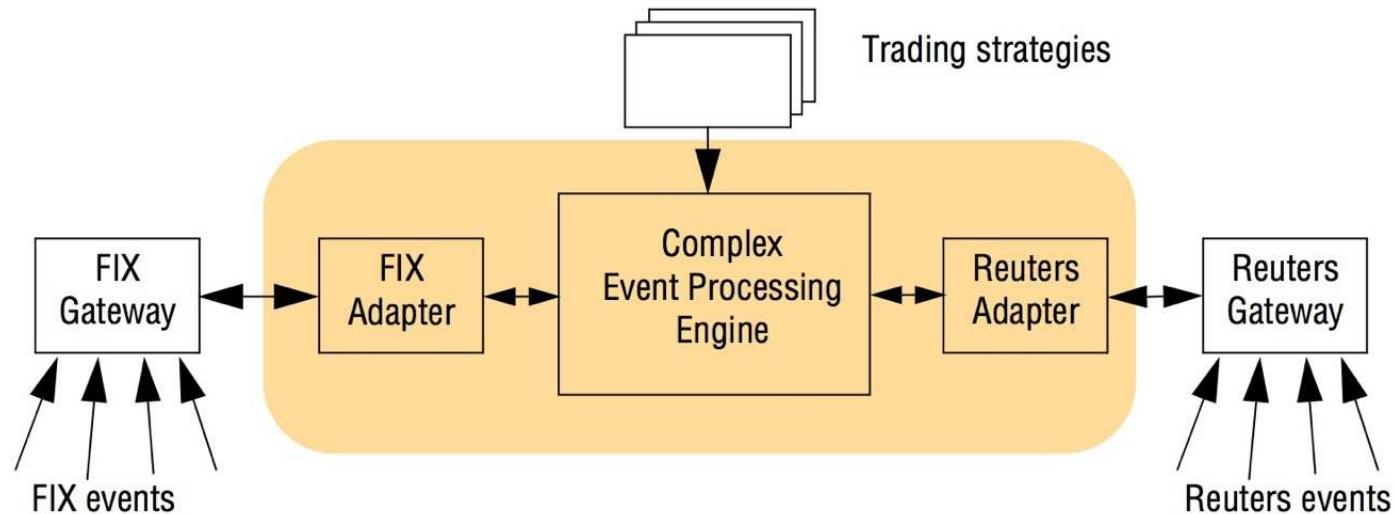 Trading strategies
FIX
Gateway
FIX
Adapter
Complex
Event Processing
Engine
Reuters
Adapter
Reuters
Gateway
FIX events
Reuters events